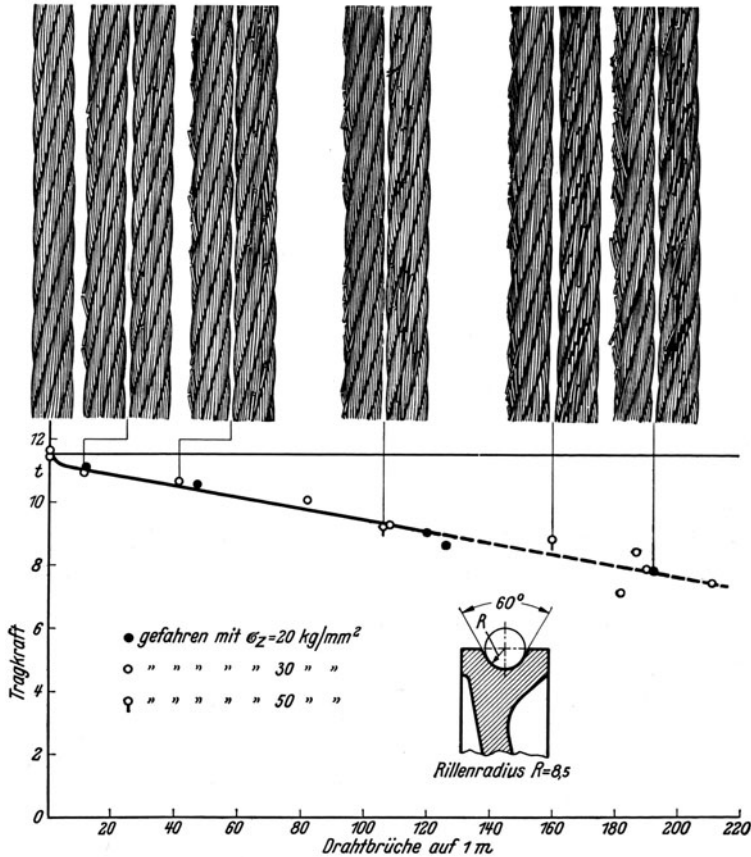 12
t
10
8
6
4
2
0
Tragkraft
● gefahren mit σz=20 kg/mm²
○ " " " " 30 " "
" " " " 50 " "
60°
R
Rillenradius R=8,5
20 40 60 80 100 120 140 160 180 200 220
Drahtbrüche auf 1 m